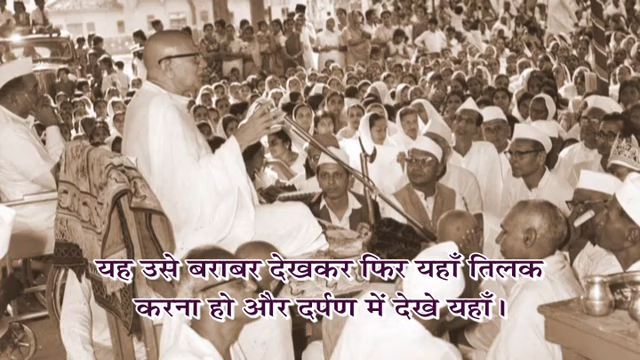 यह उसे बराबर देखकर फिर यहाँ तिलक
करना हो और दर्पण में देखे यहाँ।